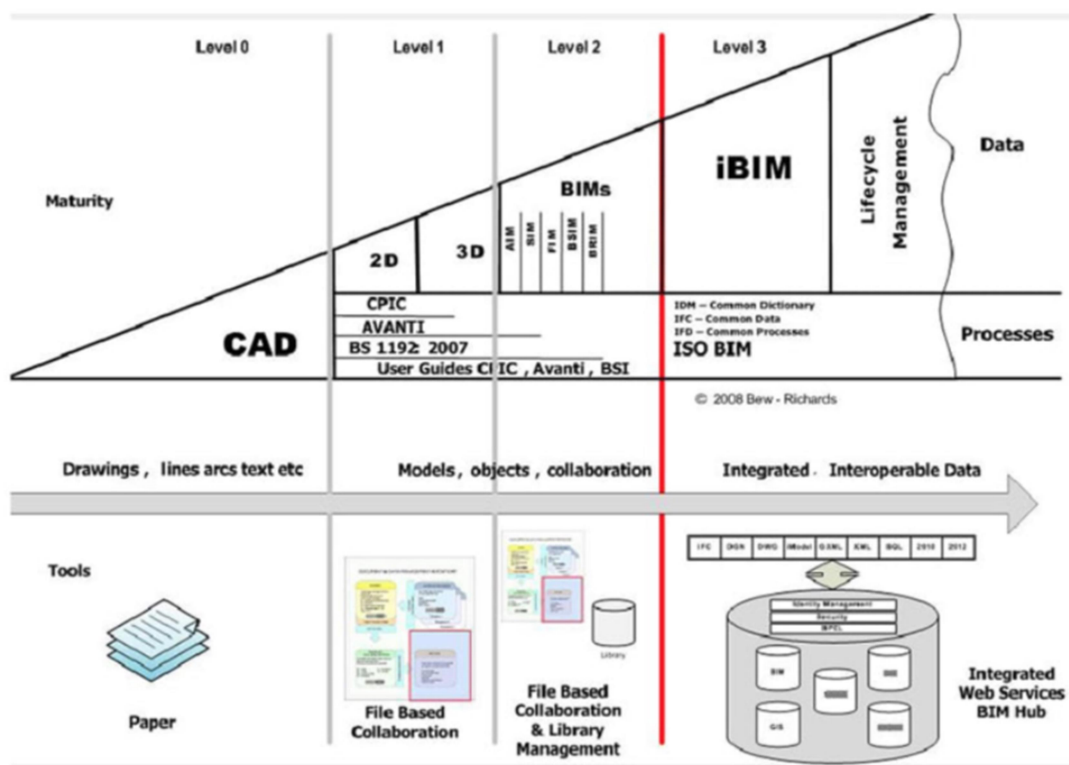 Level 0
Level 1
Level 2
Level 3
Maturity
CAD
2D
3D
BIMs
AIM
SIM
FIM
BSIM
BRIM
iBIM
Lifecycle
Management
Data
CPIC
AVANTI
BS 1192: 2007
User Guides CPIC , Avanti , BSI
IDM – Common Dictionary
IFC – Common Data
IFD – Common Processes
ISO BIM
Processes
© 2008 Bew - Richards
Drawings , lines arcs text etc
Models , objects , collaboration
Integrated Interoperable Data
Tools
Paper
File Based
Collaboration
Library
File Based
Collaboration
& Library
Management
IFC DGN DWG iModel GXML XML SQL 2010 2012
Identity Management
Security
BPEL
BIM
GIS
Integrated
Web Services
BIM Hub